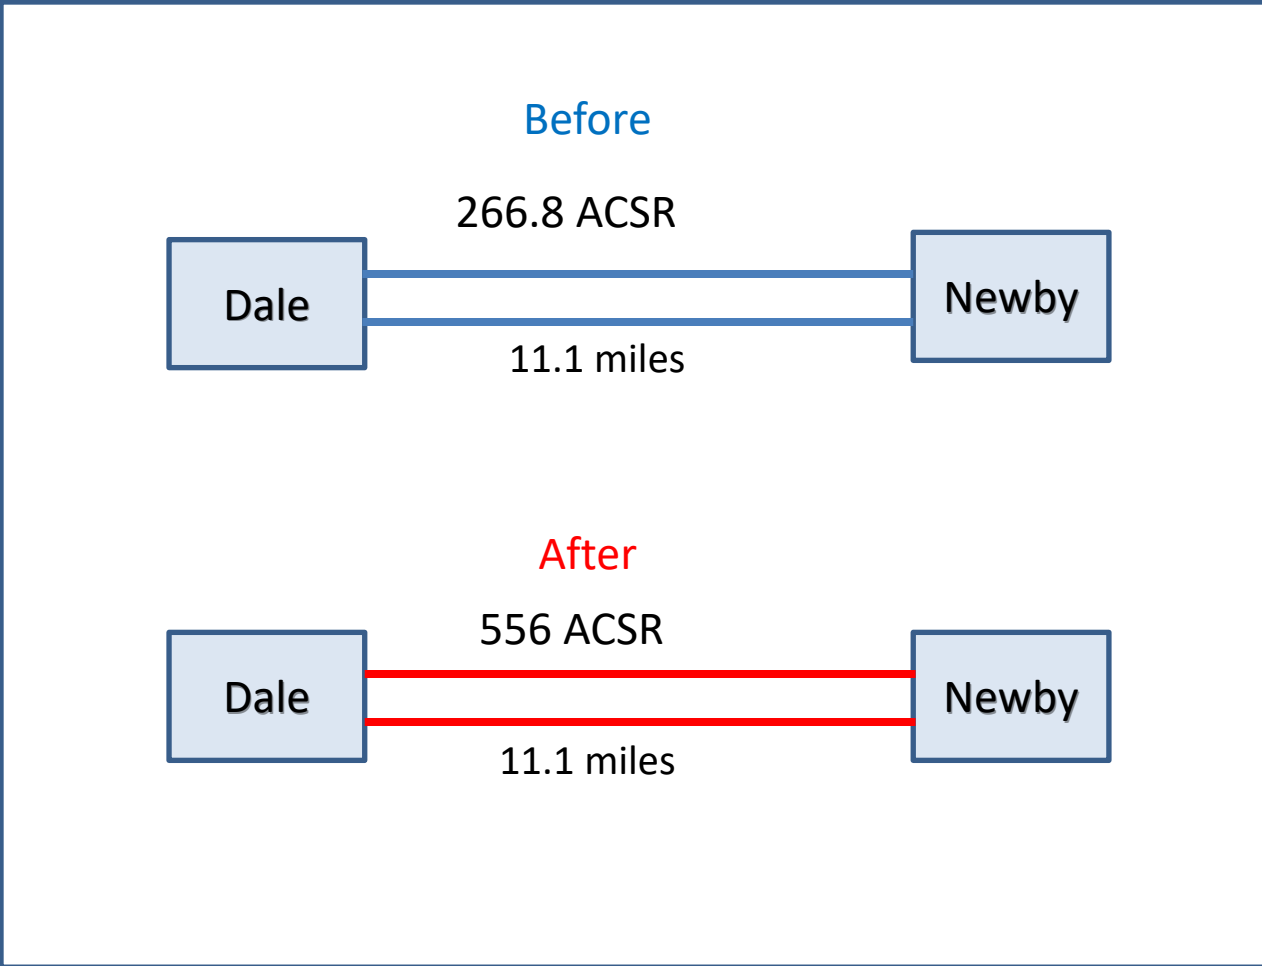 Before
266.8 ACSR
Dale
Newby
11.1 miles
After
556 ACSR
Dale
Newby
11.1 miles